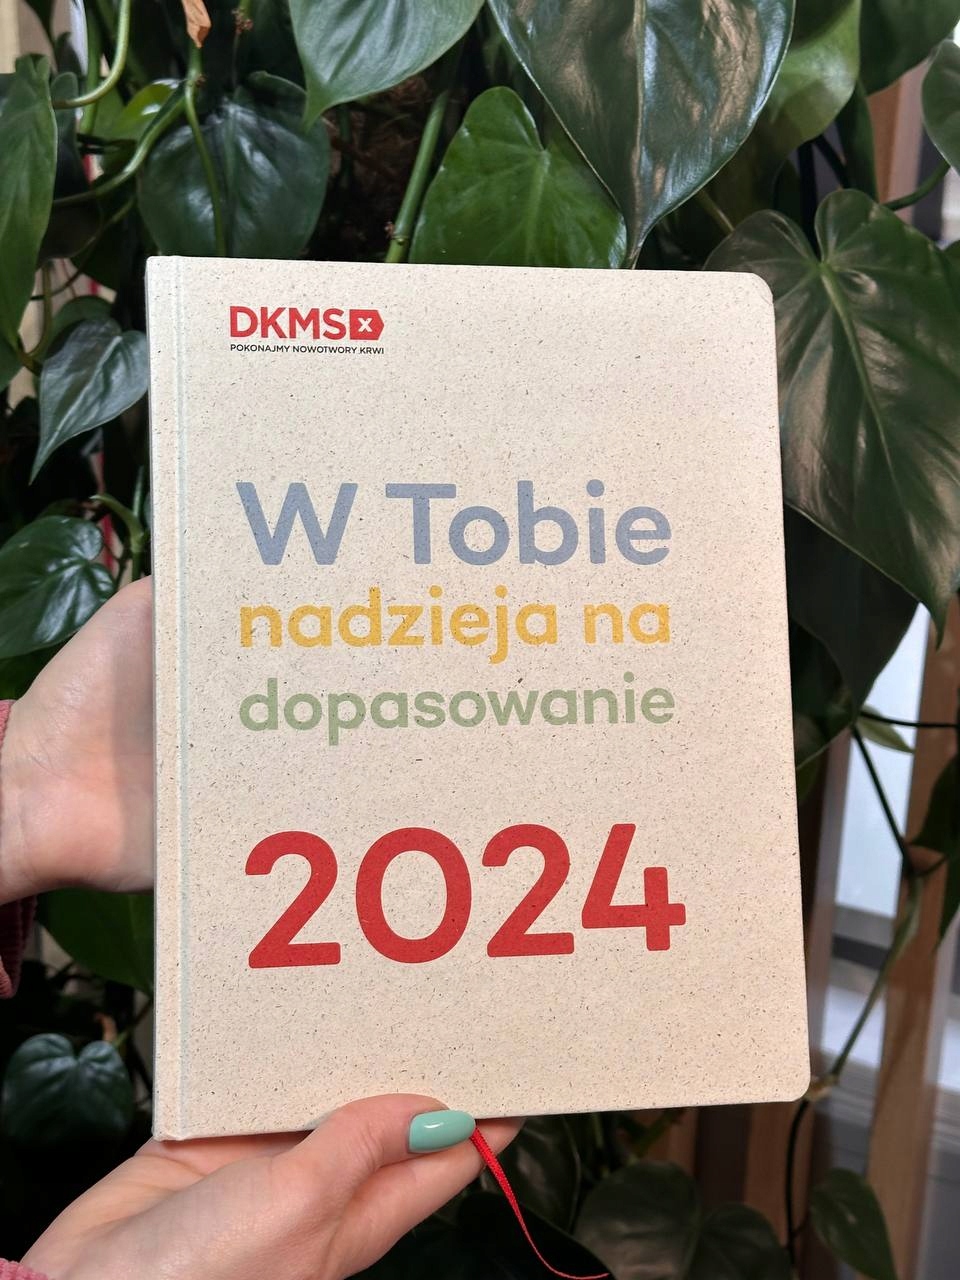 DKMS x
POKONAJMY NOWOTWORY KRWI
W Tobie
nadzieja na
dopasowanie
2024